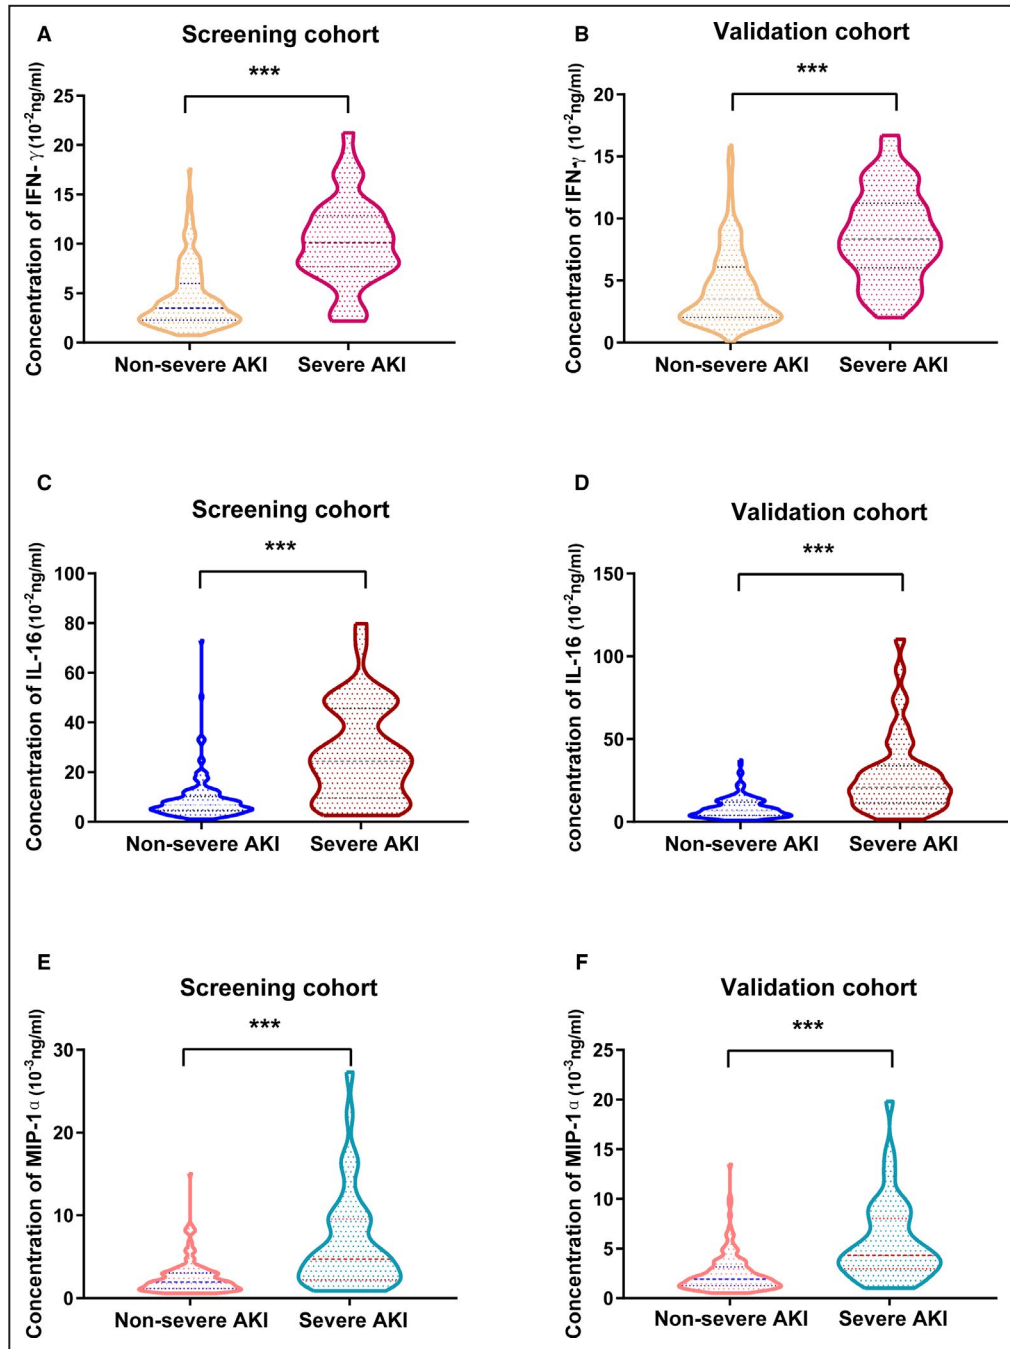 A
Screening cohort
***
Concentration of IFN-γ (10⁻²ng/ml)
25
20
15
10
5
0
Non-severe AKI
Severe AKI
B
Validation cohort
***
Concentration of IFN-γ (10⁻²ng/ml)
20
15
10
5
0
Non-severe AKI
Severe AKI
C
Screening cohort
***
Concentration of IL-16 (10⁻²ng/ml)
100
80
60
40
20
0
Non-severe AKI
Severe AKI
D
Validation cohort
***
concentration of IL-16 (10⁻²ng/ml)
150
100
50
0
Non-severe AKI
Severe AKI
E
Screening cohort
***
Concentration of MIP-1α (10⁻³ng/ml)
30
20
10
0
Non-severe AKI
Severe AKI
F
Validation cohort
***
Concentration of MIP-1α (10⁻³ng/ml)
25
20
15
10
5
0
Non-severe AKI
Severe AKI